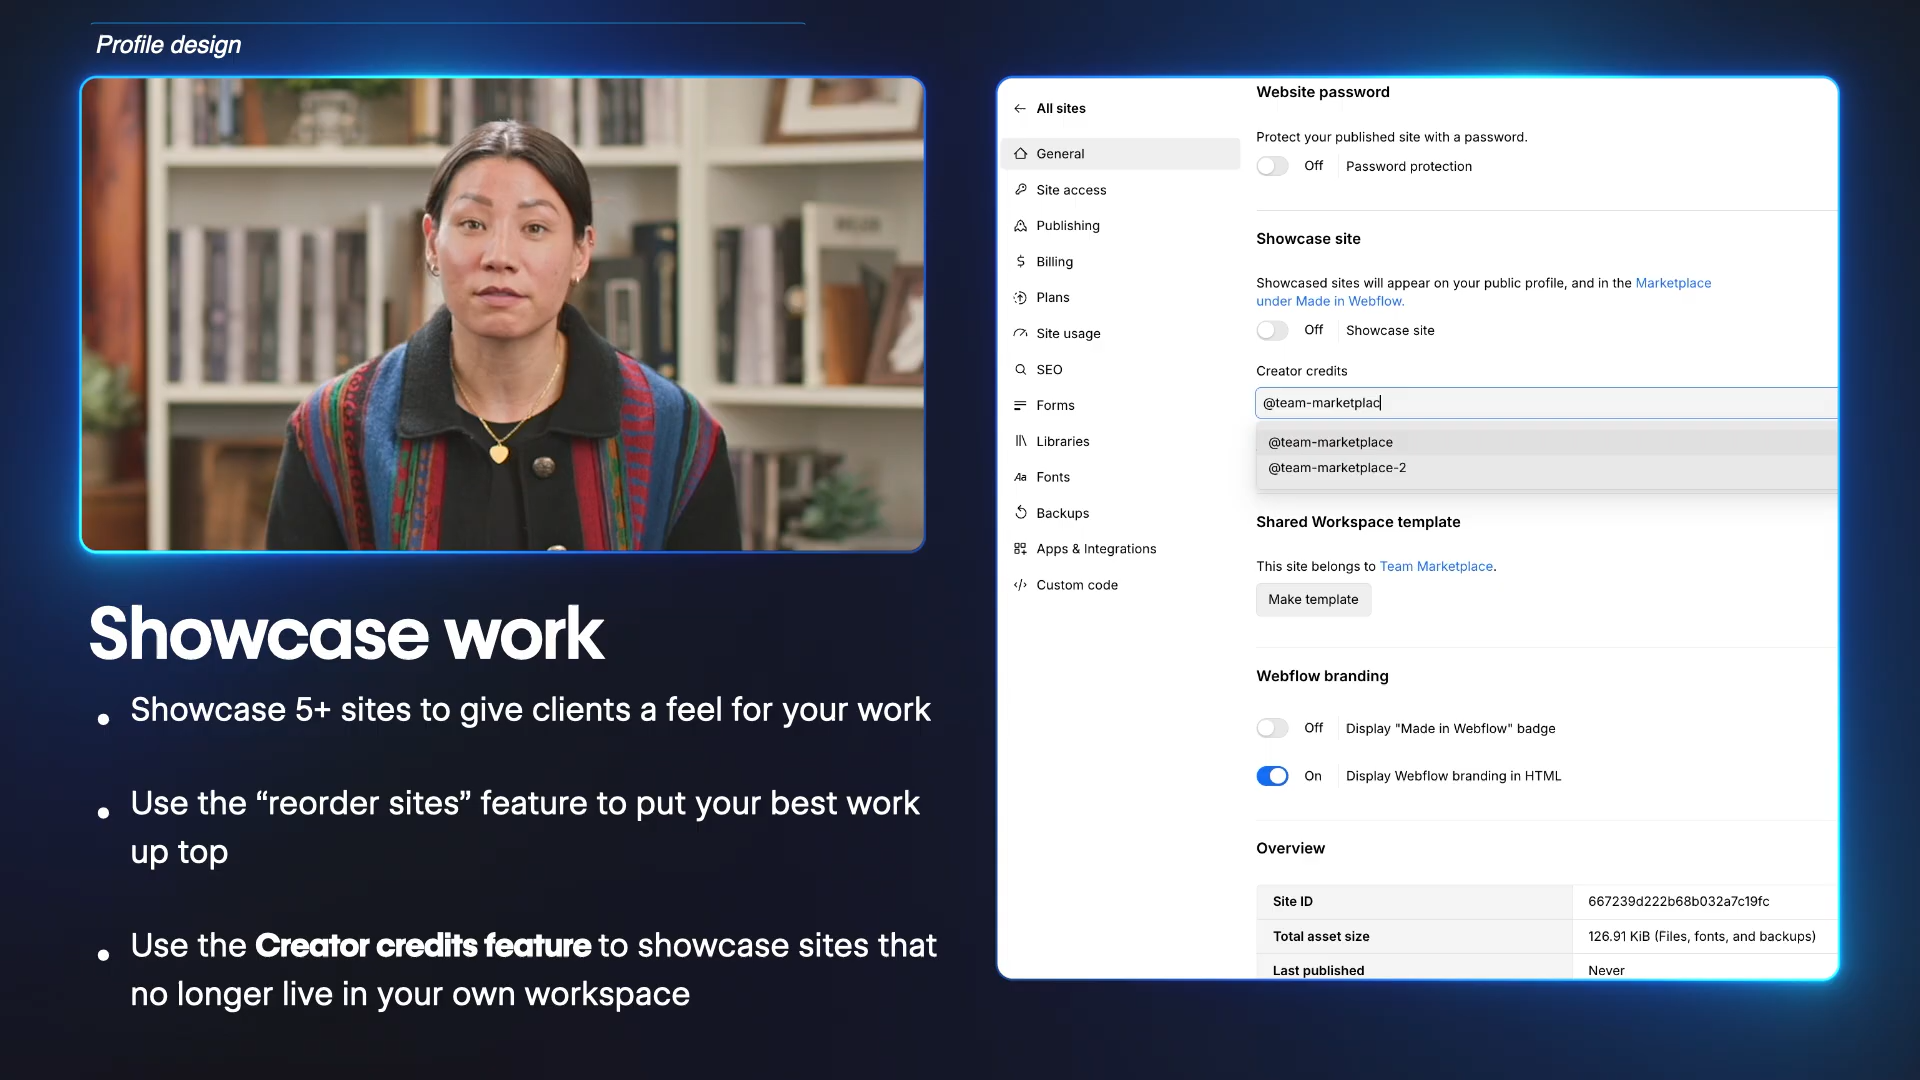 Profile design
Showcase work
• Showcase 5+ sites to give clients a feel for your work
• Use the “reorder sites” feature to put your best work
up top
• Use the Creator credits feature to showcase sites that
no longer live in your own workspace
All sites
General
Site access
Publishing
Billing
Plans
Site usage
SEO
Forms
Libraries
Fonts
Backups
Apps & Integrations
Custom code
Website password
Protect your published site with a password.
Off Password protection
Showcase site
Showcased sites will appear on your public profile, and in the Marketplace
under Made in Webflow.
Off Showcase site
Creator credits
@team-marketplac
@team-marketplace
@team-marketplace-2
Shared Workspace template
This site belongs to Team Marketplace.
Make template
Webflow branding
Off Display "Made in Webflow" badge
On Display Webflow branding in HTML
Overview
Site ID 667239d222b68b032a7c19fc
Total asset size 126.91 KiB (Files, fonts, and backups)
Last published Never